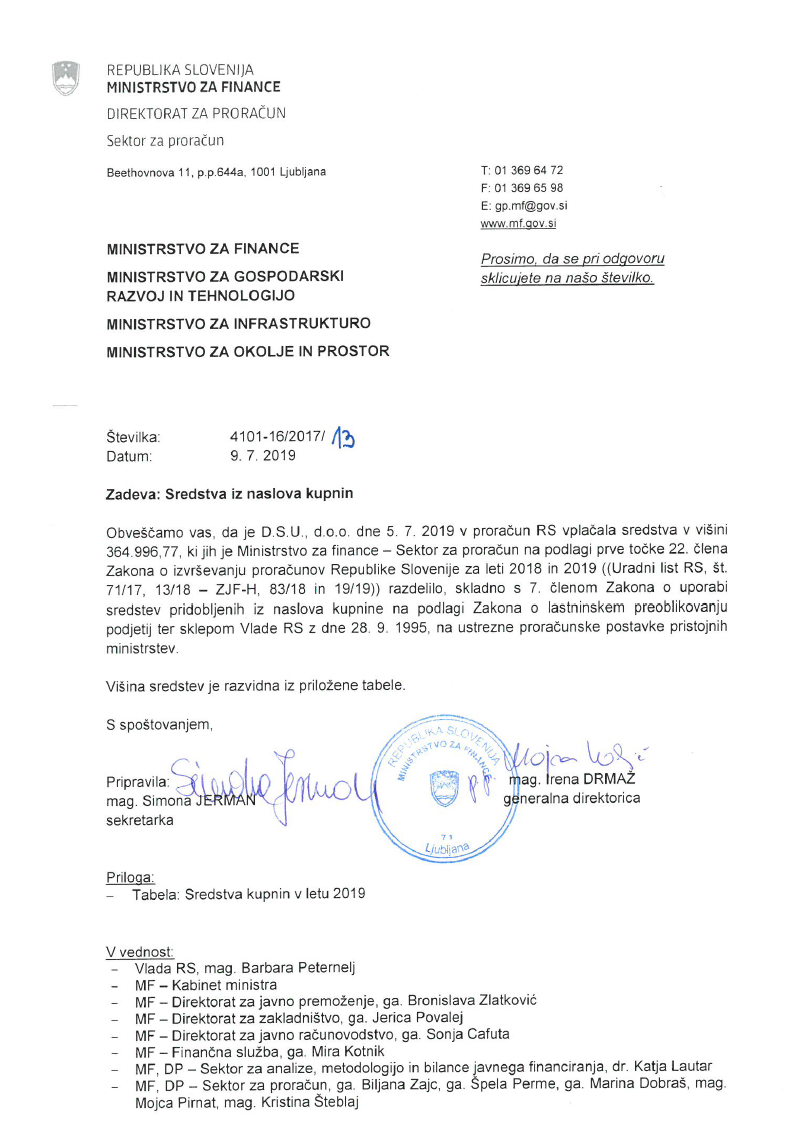 REPUBLIKA SLOVENIJA
MINISTRSTVO ZA FINANCE
DIREKTORAT ZA PRORAČUN
Sektor za proračun
Beethovnova 11, p.p.644a, 1001 Ljubljana
T: 01 369 64 72
F: 01 369 65 98
E: gp.mf@gov.si
www.mf.gov.si
MINISTRSTVO ZA FINANCE
MINISTRSTVO ZA GOSPODARSKI
RAZVOJ IN TEHNOLOGIJO
MINISTRSTVO ZA INFRASTRUKTURO
MINISTRSTVO ZA OKOLJE IN PROSTOR
Prosimo, da se pri odgovoru
sklicujete na našo številko.
Številka: 4101-16/2017/ 13
Datum: 9. 7. 2019
Zadeva: Sredstva iz naslova kupnin
Obveščamo vas, da je D.S.U., d.o.o. dne 5. 7. 2019 v proračun RS vplačala sredstva v višini
364.996,77, ki jih je Ministrstvo za finance – Sektor za proračun na podlagi prve točke 22. člena
Zakona o izvrševanju proračunov Republike Slovenije za leti 2018 in 2019 ((Uradni list RS, št.
71/17, 13/18 – ZJF-H, 83/18 in 19/19)) razdelilo, skladno s 7. členom Zakona o uporabi
sredstev pridobljenih iz naslova kupnine na podlagi Zakona o lastninskem preoblikovanju
podjetij ter sklepom Vlade RS z dne 28. 9. 1995, na ustrezne proračunske postavke pristojnih
ministrstev.
Višina sredstev je razvidna iz priložene tabele.
S spoštovanjem,
Pripravila:
mag. Simona JERMAN
sekretarka
REPUBLIKA SLOVENIJA
MINISTRSTVO ZA FINANCE
71
Ljubljana
pp
mag. Irena DRMAŽ
generalna direktorica
Priloga:
– Tabela: Sredstva kupnin v letu 2019
V vednost:
– Vlada RS, mag. Barbara Peternelj
– MF – Kabinet ministra
– MF – Direktorat za javno premoženje, ga. Bronislava Zlatković
– MF – Direktorat za zakladništvo, ga. Jerica Povalej
– MF – Direktorat za javno računovodstvo, ga. Sonja Cafuta
– MF – Finančna služba, ga. Mira Kotnik
– MF, DP – Sektor za analize, metodologijo in bilance javnega financiranja, dr. Katja Lautar
– MF, DP – Sektor za proračun, ga. Biljana Zajc, ga. Špela Perme, ga. Marina Dobraš, mag.
Mojca Pirnat, mag. Kristina Šteblaj